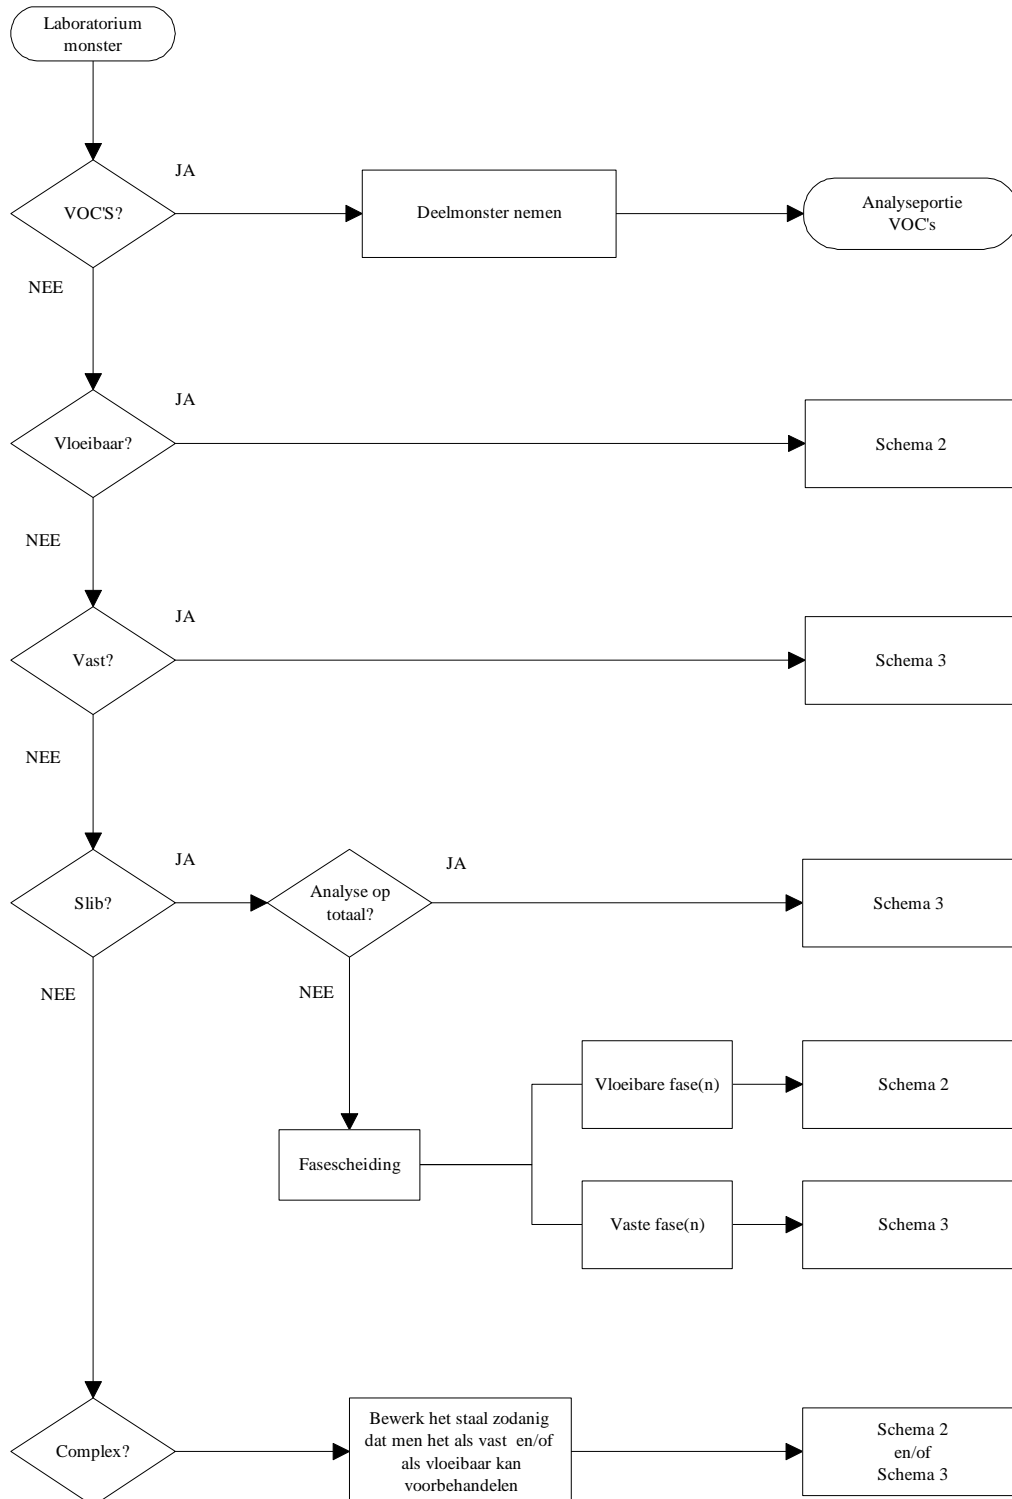 Laboratorium
monster
JA
VOC'S?
Deelmonster nemen
Analyseportie
VOC's
NEE
JA
Vloeibaar?
Schema 2
NEE
JA
Vast?
Schema 3
NEE
JA
Slib?
Analyse op
totaal?
JA
Schema 3
NEE
NEE
Vloeibare fase(n)
Schema 2
Fasescheiding
Vaste fase(n)
Schema 3
Complex?
Bewerk het staal zodanig
dat men het als vast en/of
als vloeibaar kan
voorbehandelen
Schema 2
en/of
Schema 3